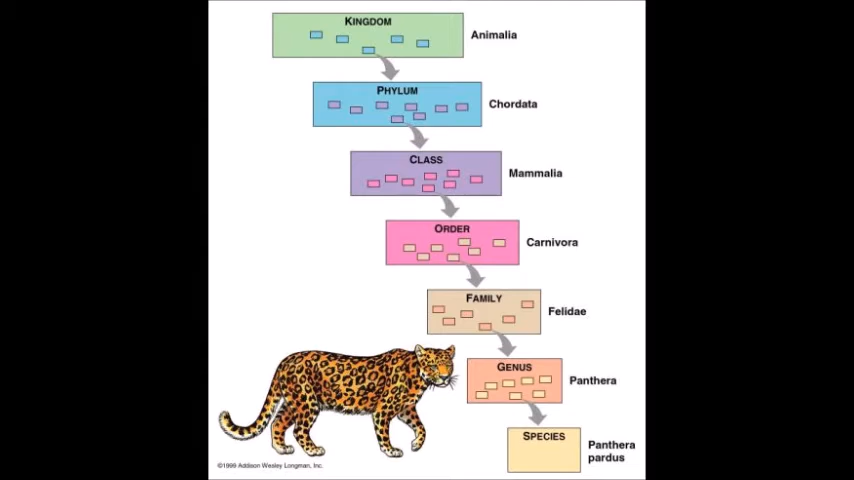 KINGDOM
Animalia
PHYLUM
Chordata
CLASS
Mammalia
ORDER
Carnivora
FAMILY
Felidae
GENUS
Panthera
SPECIES
Panthera
pardus
©1999 Addison Wesley Longman, Inc.